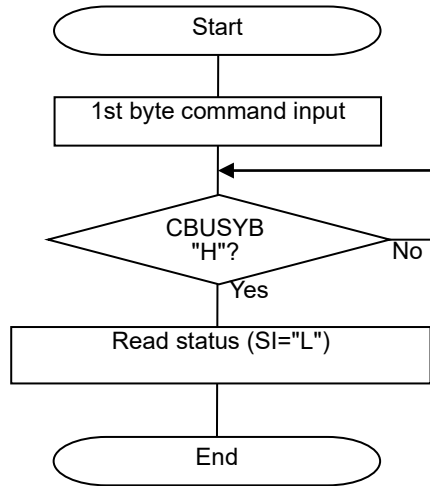 Start
1st byte command input
CBUSYB
"H"?
No
Yes
Read status (SI="L")
End